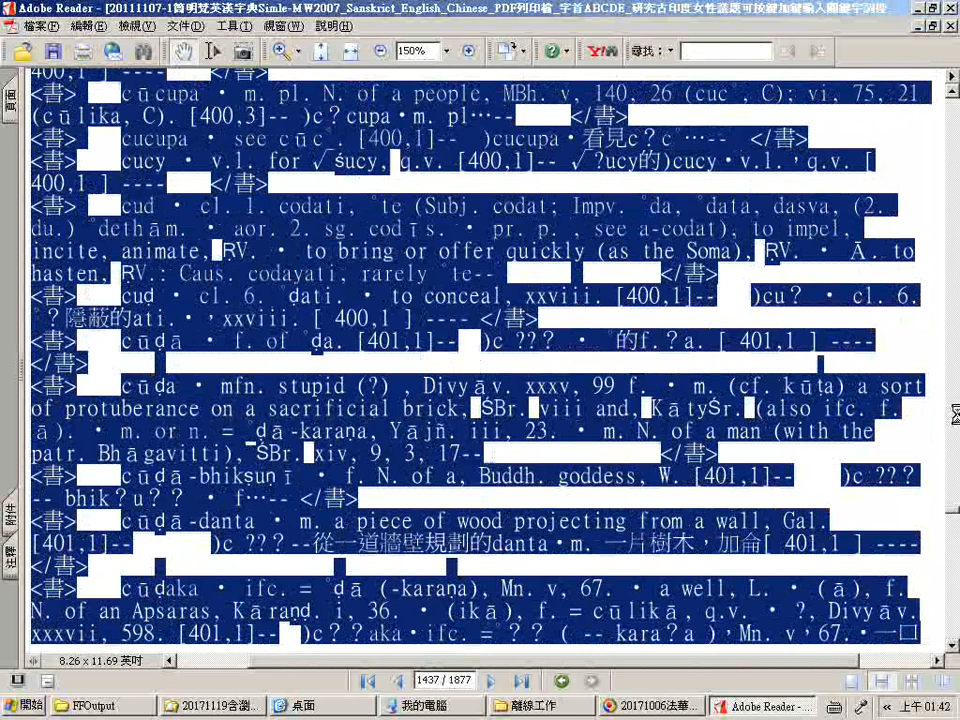 Adobe Reader - [20111107-1簡明梵英漢字典Simle-MW2007_Sanskrict_English_Chinese_PDF列印檔_字首ABCDE_研究古印度女性議題可按鍵輸入關鍵字詞搜
檔案(F) 編輯(E) 檢視(V) 文件(D) 工具(T) 視窗(W) 說明(H)
150% 尋找:
頁面
附件
註釋
400,1 ] ---- </書>
<書> cūcupa · m. pl. N. of a people, MBh. v, 140, 26 (cuc°, C); vi, 75, 21
(cūlika, C). [400,3]-- )c？cupa·m. pl…-- </書>
<書> cucupa · see cūc°. [400,1]-- )cucupa·看見c？c°…-- </書>
<書> cucy · v.l. for √śucy, q.v. [400,1]-- √?ucy的)cucy·v.l.，q.v. [
400,1 ] ---- </書>
<書> cud · cl. 1. codati, °te (Subj. codat; Impv. °da, °data, dasva, (2.
du.) °dethām. · aor. 2. sg. codīs. · pr. p. , see a-codat), to impel,
incite, animate, RV. · to bring or offer quickly (as the Soma), RV. · Ā. to
hasten, RV.: Caus. codayati, rarely °te-- </書>
<書> cuḍ · cl. 6. °ḍati. · to conceal, xxviii. [400,1]-- )cu？ · cl. 6.
°？隱蔽的ati. ·，xxviii. [ 400,1 ] ---- </書>
<書> cūḍā · f. of °ḍa. [401,1]-- )c ??？ · °的f.？a. [ 401,1 ] ----
</書>
<書> cūḍa · mfn. stupid (?) , Divyāv. xxxv, 99 f. · m. (cf. kūṭa) a sort
of protuberance on a sacrificial brick, ŚBr. viii and, KātyŚr. (also ifc. f.
ā). · m. or n. = °ḍā-karaṇa, Yājñ. iii, 23. · m. N. of a man (with the
patr. Bhāgavitti), ŚBr. xiv, 9, 3, 17-- </書>
<書> cūḍā-bhikṣuṇī · f. N. of a, Buddh. goddess, W. [401,1]-- )c ??？
-- bhik？u？？ · f…-- </書>
<書> cūḍā-danta · m. a piece of wood projecting from a wall, Gal.
[401,1]-- )c ??？--從一道牆壁規劃的danta·m. 一片樹木，加侖[ 401,1 ] ----
</書>
<書> cūḍaka · ifc. = °ḍā (-karaṇa), Mn. v, 67. · a well, L. · (ā), f.
N. of an Apsaras, Kāraṇḍ. i, 36. · (ikā), f. = cūlikā, q.v. · ?, Divyāv.
xxxvii, 598. [401,1]-- )c？？aka·ifc. =°？？ ( -- kara？a )，Mn. v，67.·一口
8.26 x 11.69 英吋
1437 / 1877
開始 FFOutput 20171119含瀏... 桌面 我的電腦 離線工作 20171006法華... Adobe Reader - [... 上午 01:42